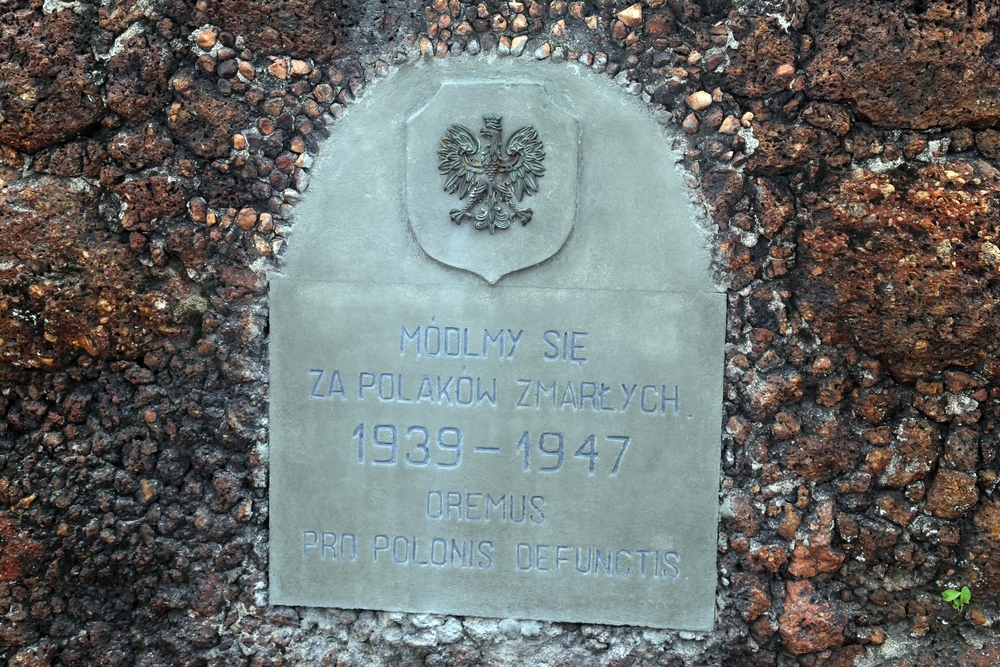 MÓDLMY SIĘ
ZA POLAKÓW ZMARŁYCH.
1939 – 1947
OREMUS
PRO POLONIS DEFUNCTIS